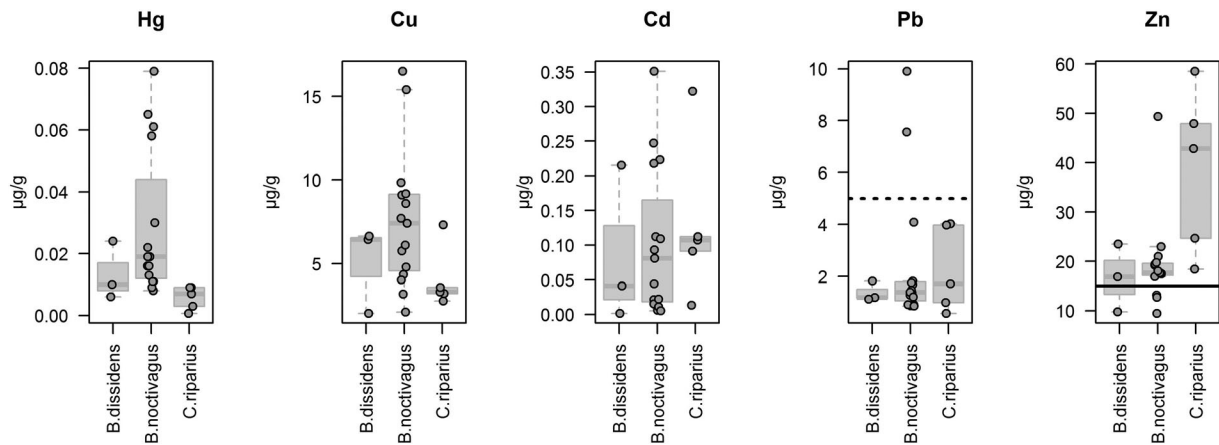 Hg
Cu
Cd
Pb
Zn
µg/g
0.08
0.06
0.04
0.02
0.00
B.dissidens
B.noctivagus
C.riparius
µg/g
15
10
5
B.dissidens
B.noctivagus
C.riparius
µg/g
0.35
0.30
0.25
0.20
0.15
0.10
0.05
0.00
B.dissidens
B.noctivagus
C.riparius
µg/g
10
8
6
4
2
B.dissidens
B.noctivagus
C.riparius
µg/g
60
50
40
30
20
10
B.dissidens
B.noctivagus
C.riparius